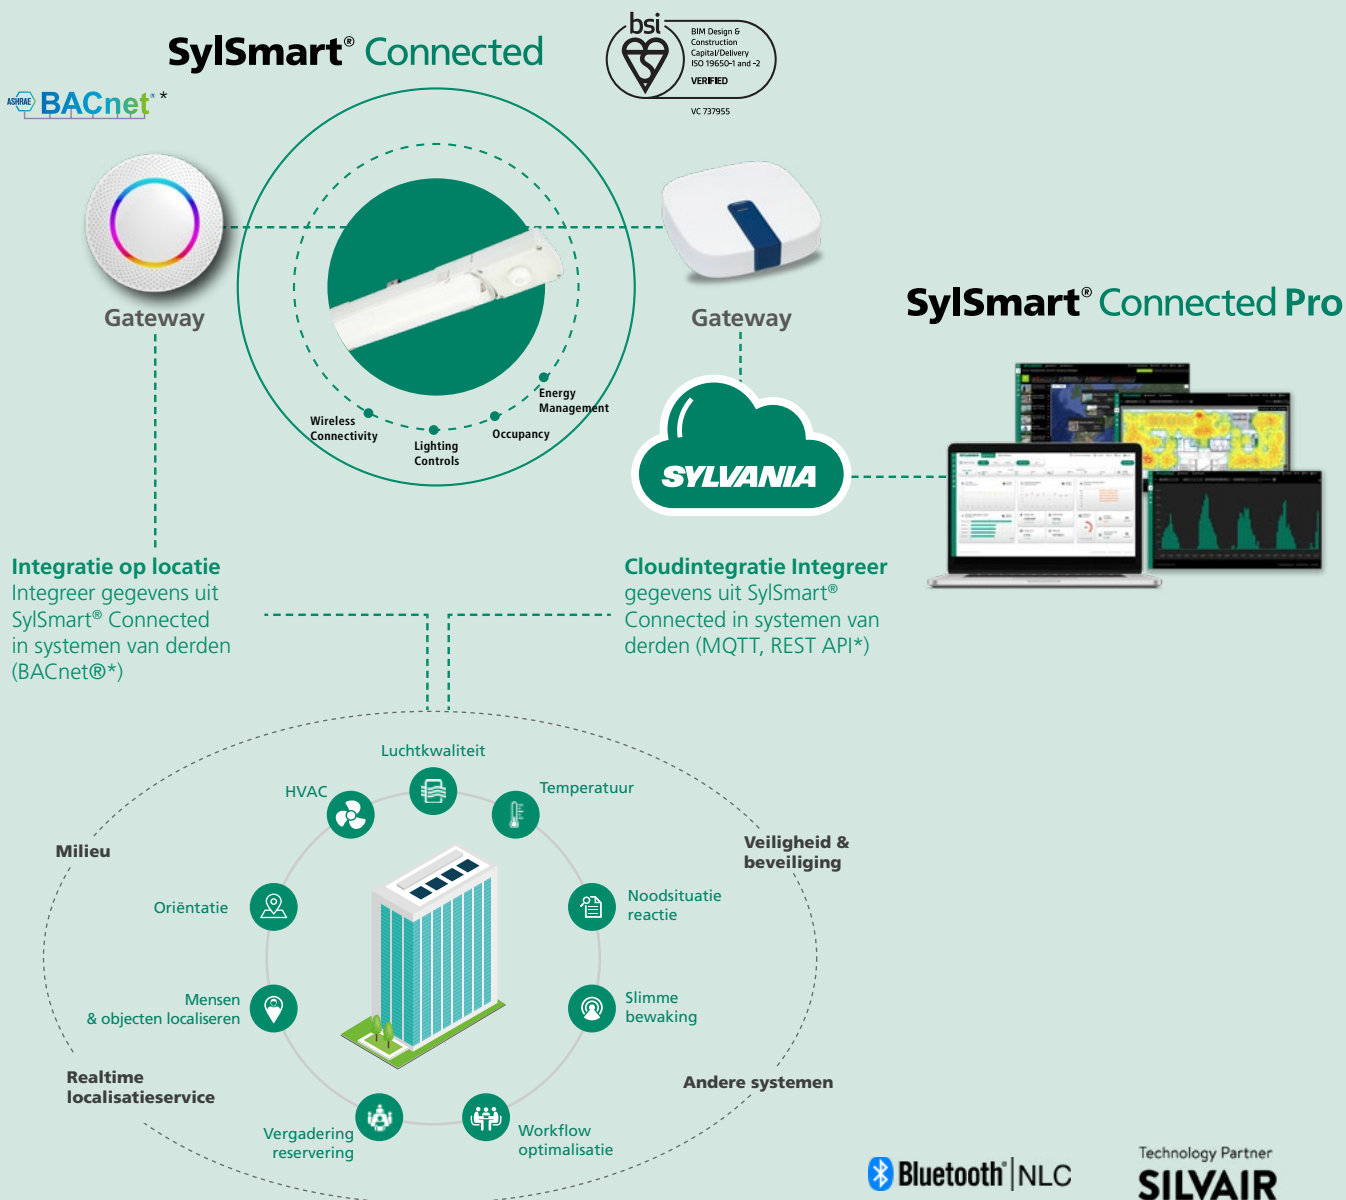 SylSmart® Connected
bsi
BIM Design &
Construction
Capital/Delivery
ISO 19650-1 and -2
VERIFIED
VC 737955
ASHRAE BACnet® *
Gateway
Gateway
Wireless
Connectivity
Lighting
Controls
Occupancy
Energy
Management
SylSmart® Connected Pro
SYLVANIA
Integratie op locatie
Integreer gegevens uit
SylSmart® Connected
in systemen van derden
(BACnet®*)
Cloudintegratie Integreer
gegevens uit SylSmart®
Connected in systemen van
derden (MQTT, REST API*)
Luchtkwaliteit
HVAC
Temperatuur
Milieu
Veiligheid &
beveiliging
Oriëntatie
Noodsituatie
reactie
Mensen
& objecten localiseren
Slimme
bewaking
Realtime
localisatieservice
Andere systemen
Vergadering
reservering
Workflow
optimalisatie
Bluetooth® | NLC
Technology Partner
SILVAIR